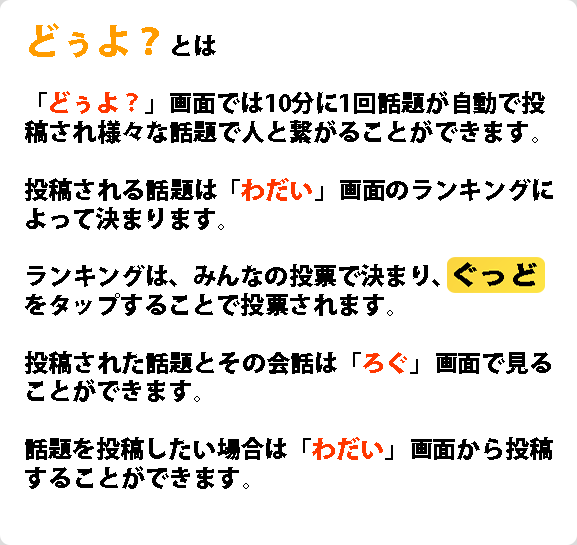 どぅよ？とは
「どぅよ？」画面では10分に1回話題が自動で投
稿され様々な話題で人と繋がることができます。
投稿される話題は「わだい」画面のランキングに
よって決まります。
ランキングは、みんなの投票で決まり、ぐっど
をタップすることで投票されます。
投稿された話題とその会話は「ろぐ」画面で見る
ことができます。
話題を投稿したい場合は「わだい」画面から投稿
することができます。